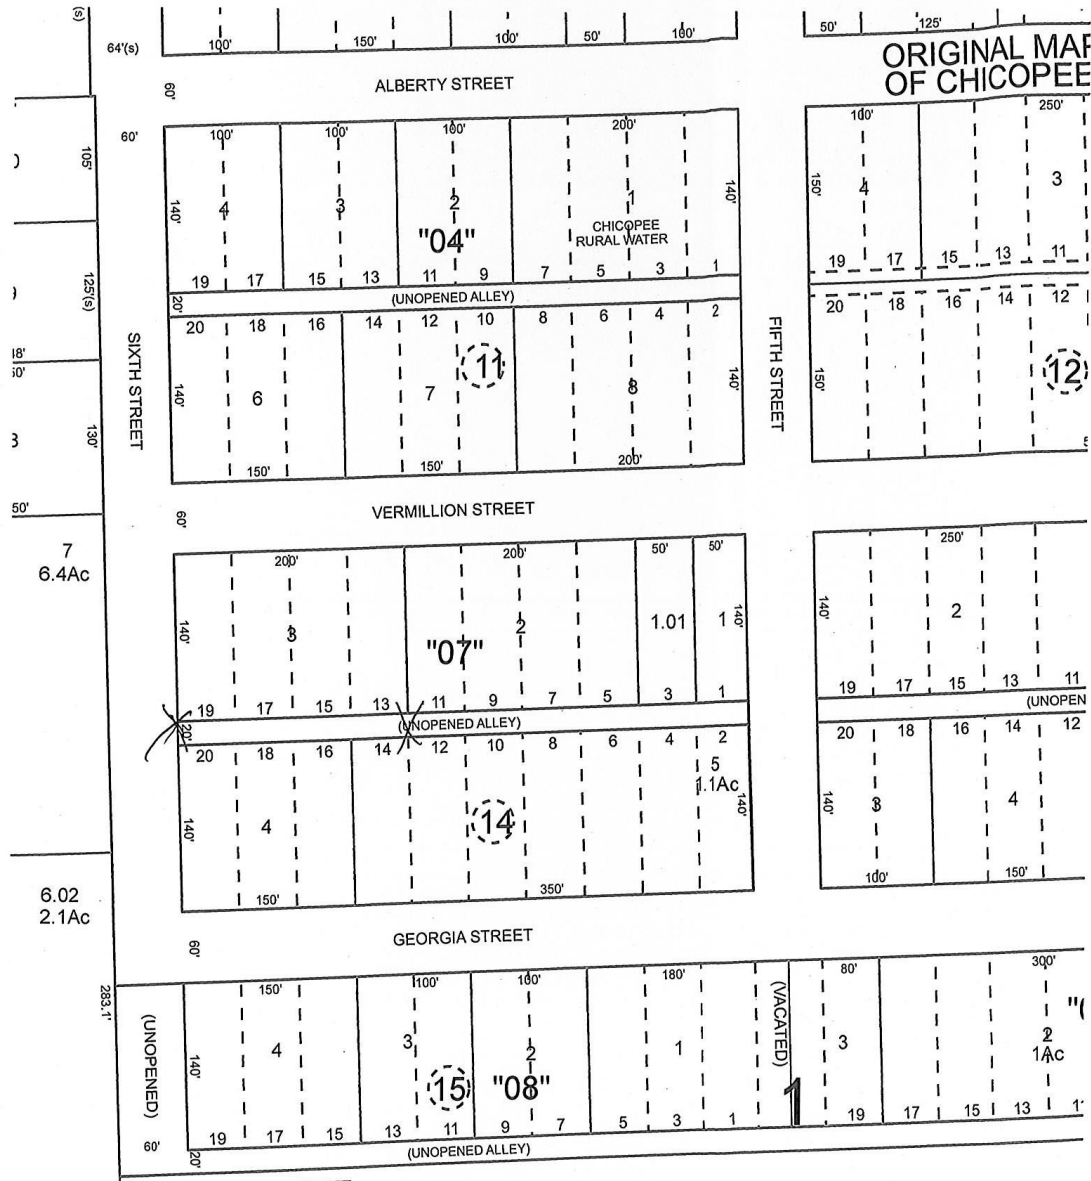 (s)
64'(s)
100'
150'
100'
50'
100'
50'
125'
ORIGINAL MAP
OF CHICOPEE
ALBERTY STREET
60'
60'
105'
100'
100'
100'
200'
100'
250'
140'
4
3
2
1
140'
150'
4
3
CHICOPEE
RURAL WATER
"04"
19 17 15 13 11 9 7 5 3 1
19 17 15 13 11
125'(s)
20'
(UNOPENED ALLEY)
20 18 16 14 12 10 8 6 4 2
20 18 16 14 12
SIXTH STREET
FIFTH STREET
11
12
140'
6
7
8
140'
150'
130'
150'
150'
200'
50'
60'
VERMILLION STREET
7
6.4Ac
200'
200'
50'
50'
250'
140'
3
2
1.01
1
140'
140'
2
"07"
19 17 15 13 11 9 7 5 3 1
19 17 15 13 11
20'
(UNOPENED ALLEY)
(UNOPEN
20 18 16 14 12 10 8 6 4 2
20 18 16 14 12
5
1.1Ac
140'
4
14
140'
140'
3
4
150'
350'
100'
150'
6.02
2.1Ac
60'
GEORGIA STREET
283.1'
150'
100'
100'
180'
80'
300'
(UNOPENED)
(VACATED)
140'
4
3
2
1
3
2
1Ac
15
"08"
1
19 17 15 13 11 9 7 5 3 1
19 17 15 13
60'
20'
(UNOPENED ALLEY)